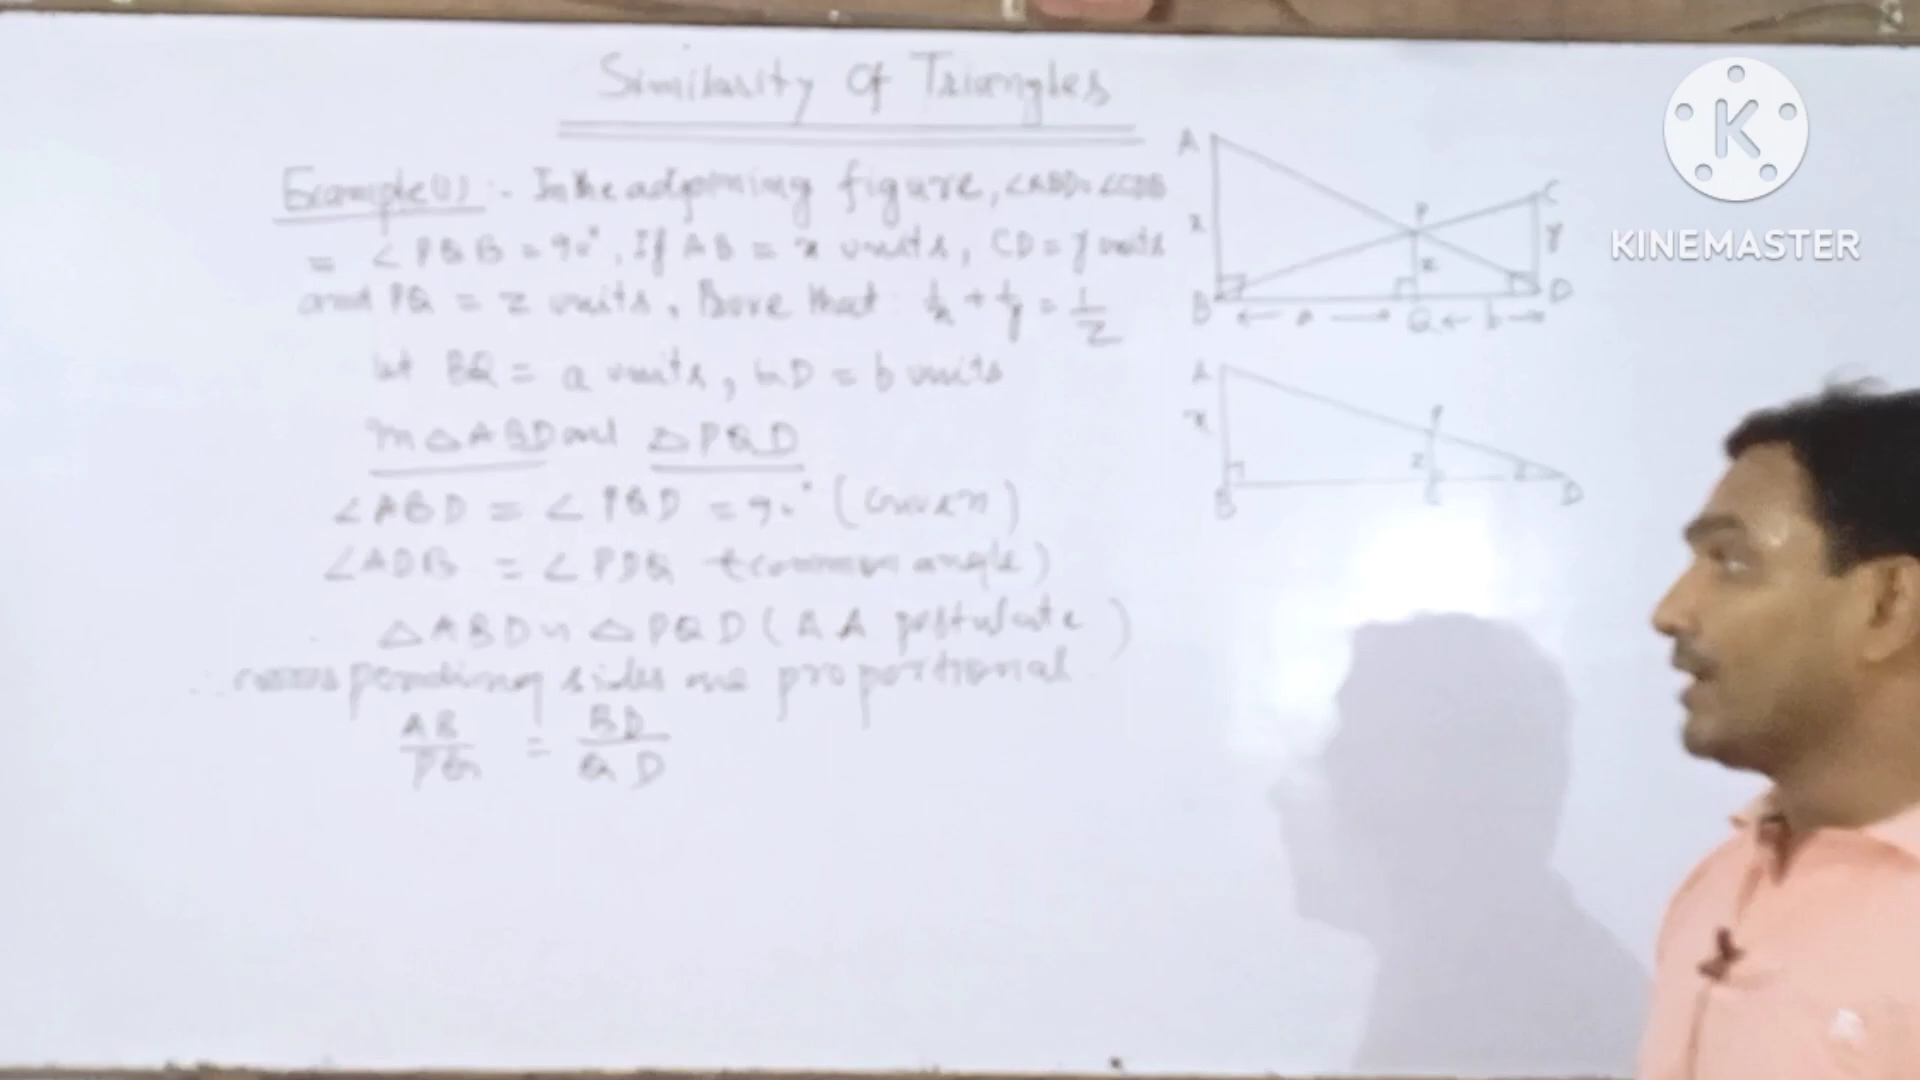 Similarity Of Triangles
Example(1) :- In the adjoining figure, ∠ABD = ∠CDB
= ∠PQB = 90°, If AB = x units, CD = y units
and PQ = z units, Prove that 1/x + 1/y = 1/z
let BQ = a units, QD = b units
In △ABD and △PQD
∠ABD = ∠PQD = 90° (Given)
∠ADB = ∠PDQ (common angle)
△ABD ~ △PQD (AA postulate)
∴ corresponding sides are proportional
AB/PQ = BD/QD
A
C
P
x
z
y
B
a
Q
b
D
A
x
P
z
B
D
K
KINEMASTER